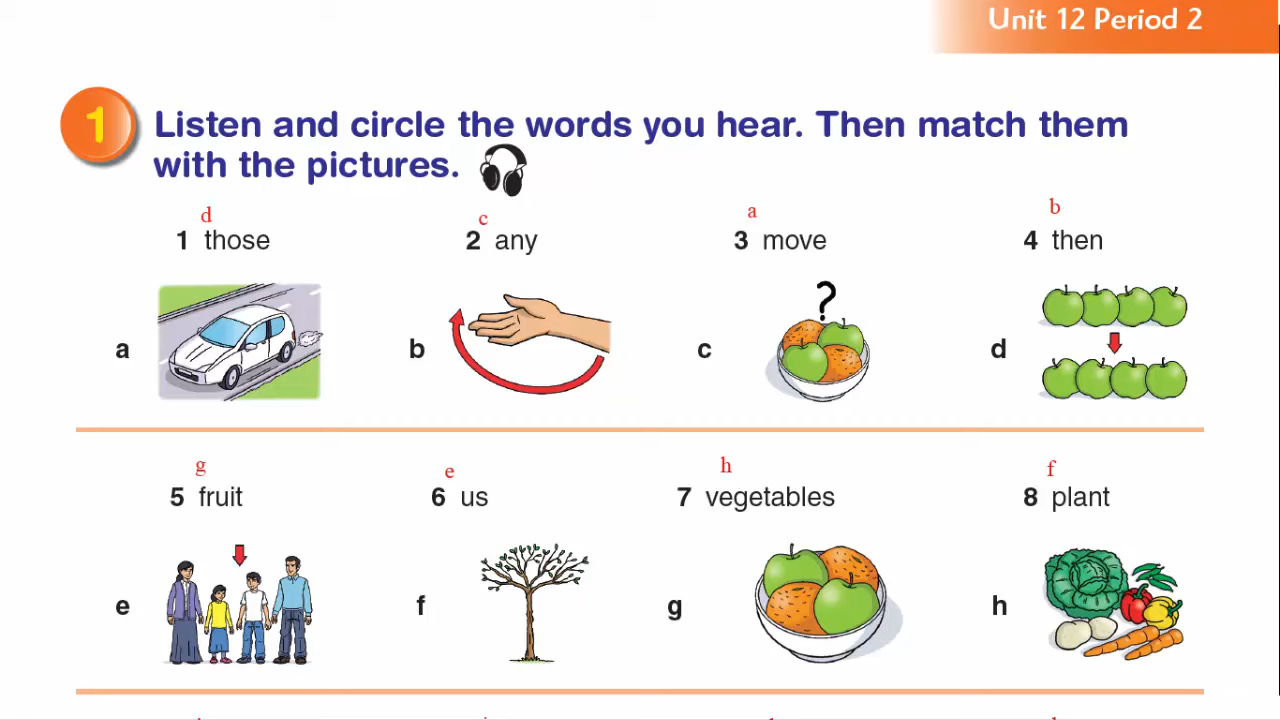 Unit 12 Period 2
1
Listen and circle the words you hear. Then match them
with the pictures.
d c a b
1 those 2 any 3 move 4 then
?
a b c d
g e h f
5 fruit 6 us 7 vegetables 8 plant
e f g h